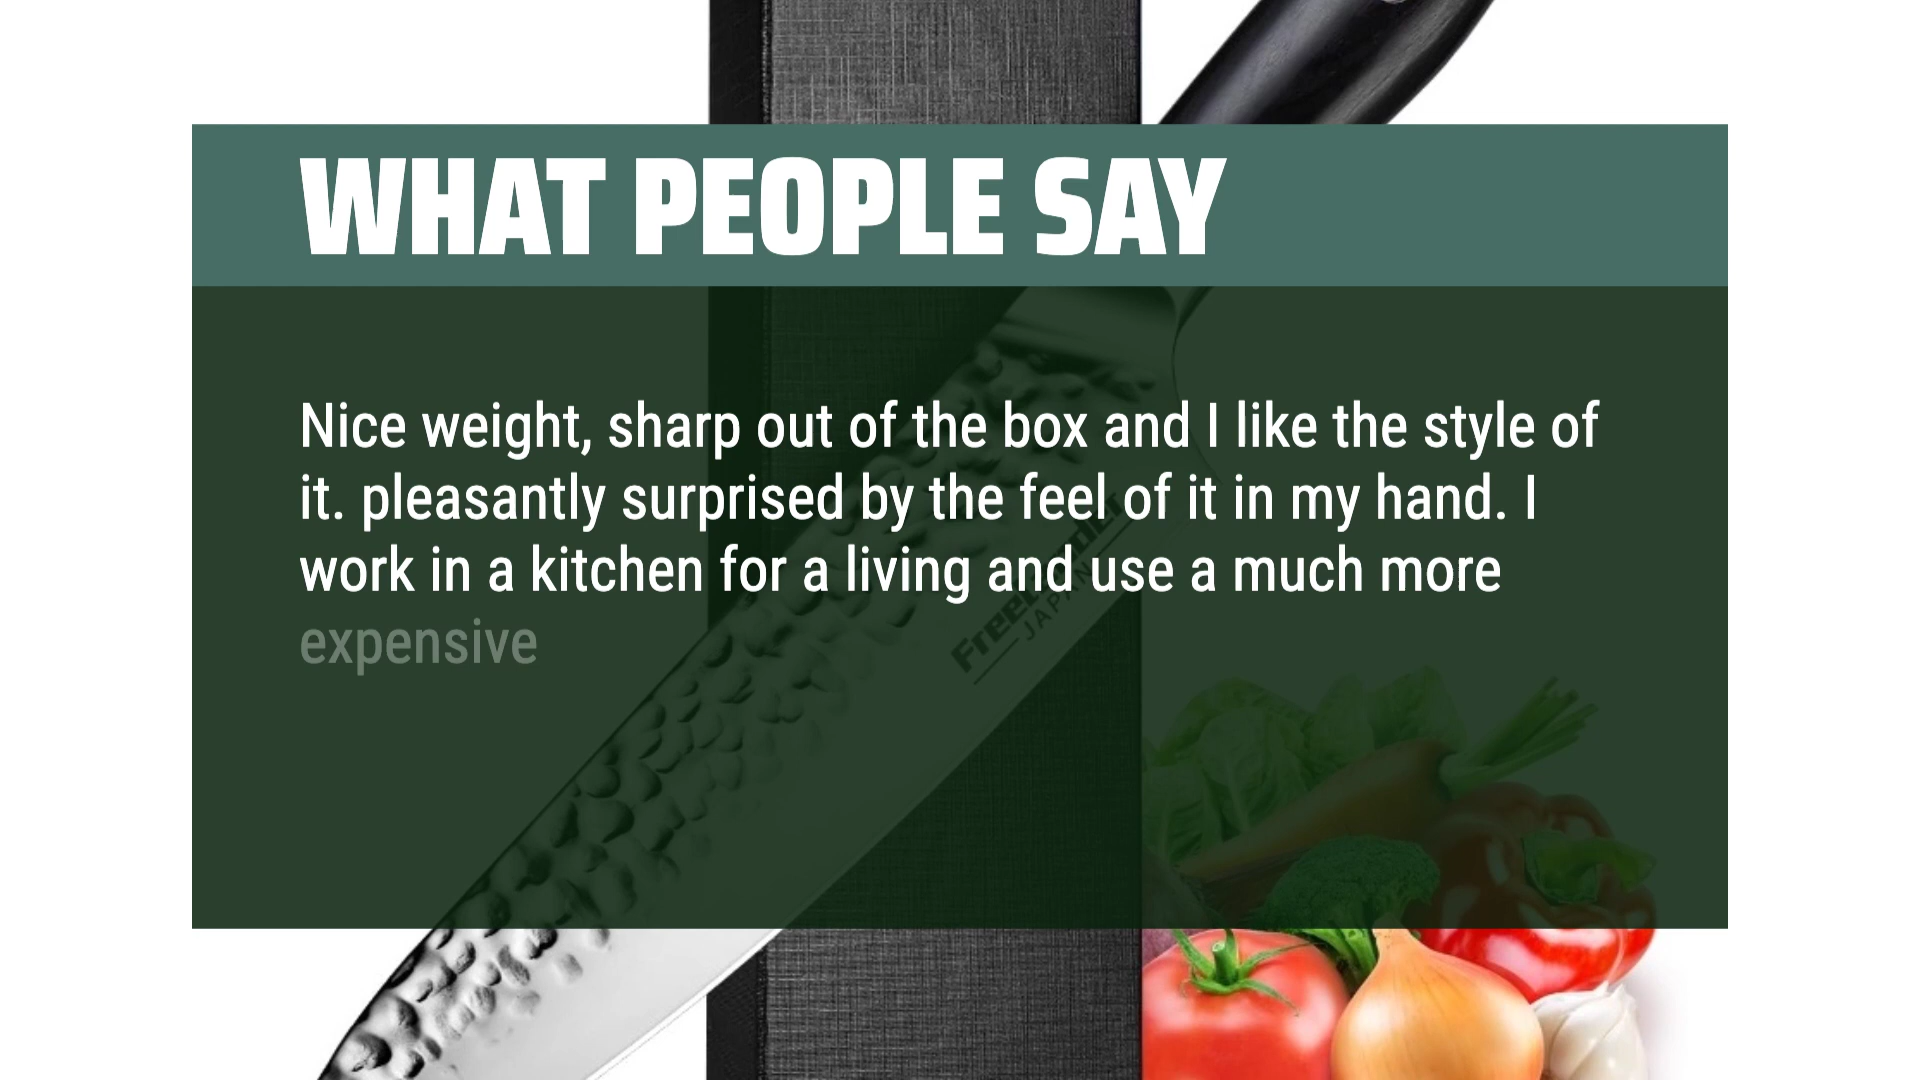 WHAT PEOPLE SAY
Nice weight, sharp out of the box and I like the style of
it. pleasantly surprised by the feel of it in my hand. I
work in a kitchen for a living and use a much more
expensive
JAPAN